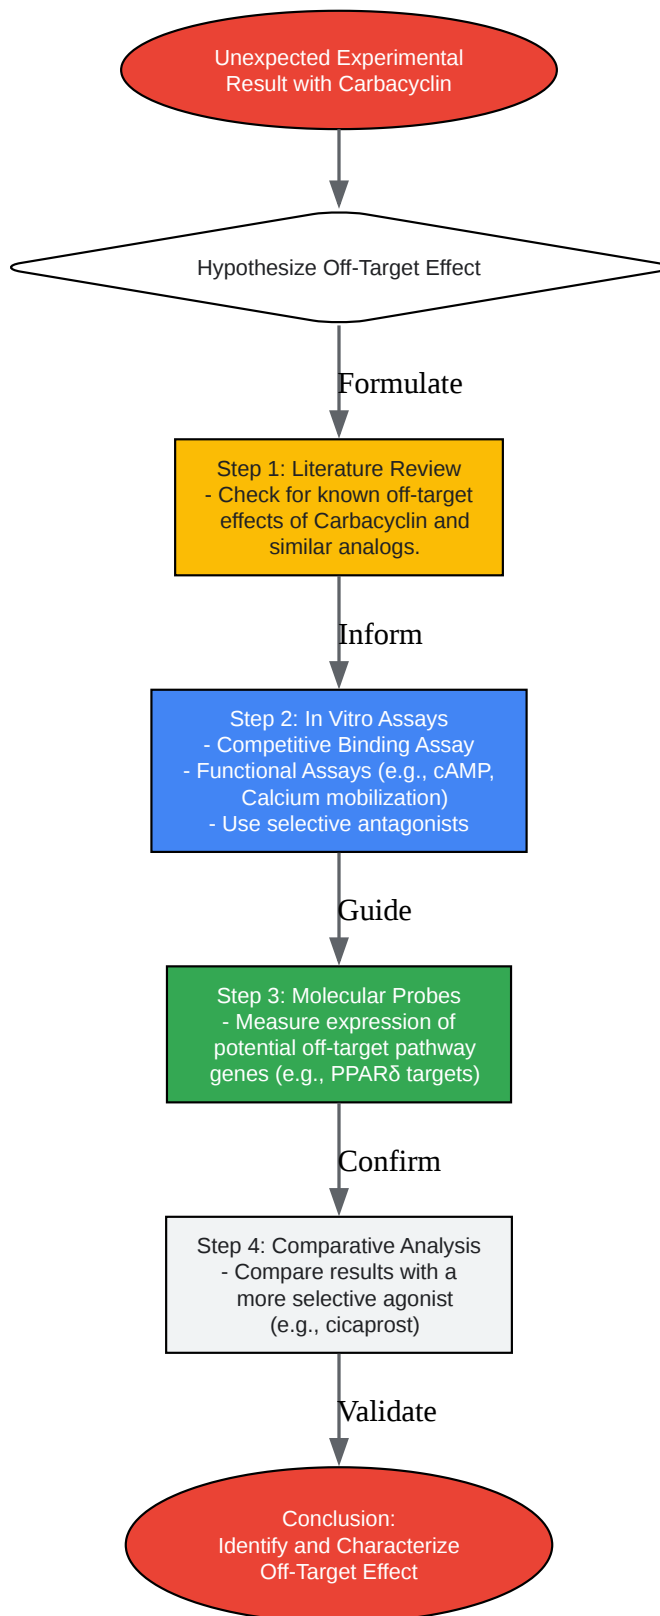 Unexpected Experimental
Result with Carbacyclin
Hypothesize Off-Target Effect
Formulate
Step 1: Literature Review
- Check for known off-target
effects of Carbacyclin and
similar analogs.
Inform
Step 2: In Vitro Assays
- Competitive Binding Assay
- Functional Assays (e.g., cAMP,
Calcium mobilization)
- Use selective antagonists
Guide
Step 3: Molecular Probes
- Measure expression of
potential off-target pathway
genes (e.g., PPARδ targets)
Confirm
Step 4: Comparative Analysis
- Compare results with a
more selective agonist
(e.g., cicaprost)
Validate
Conclusion:
Identify and Characterize
Off-Target Effect